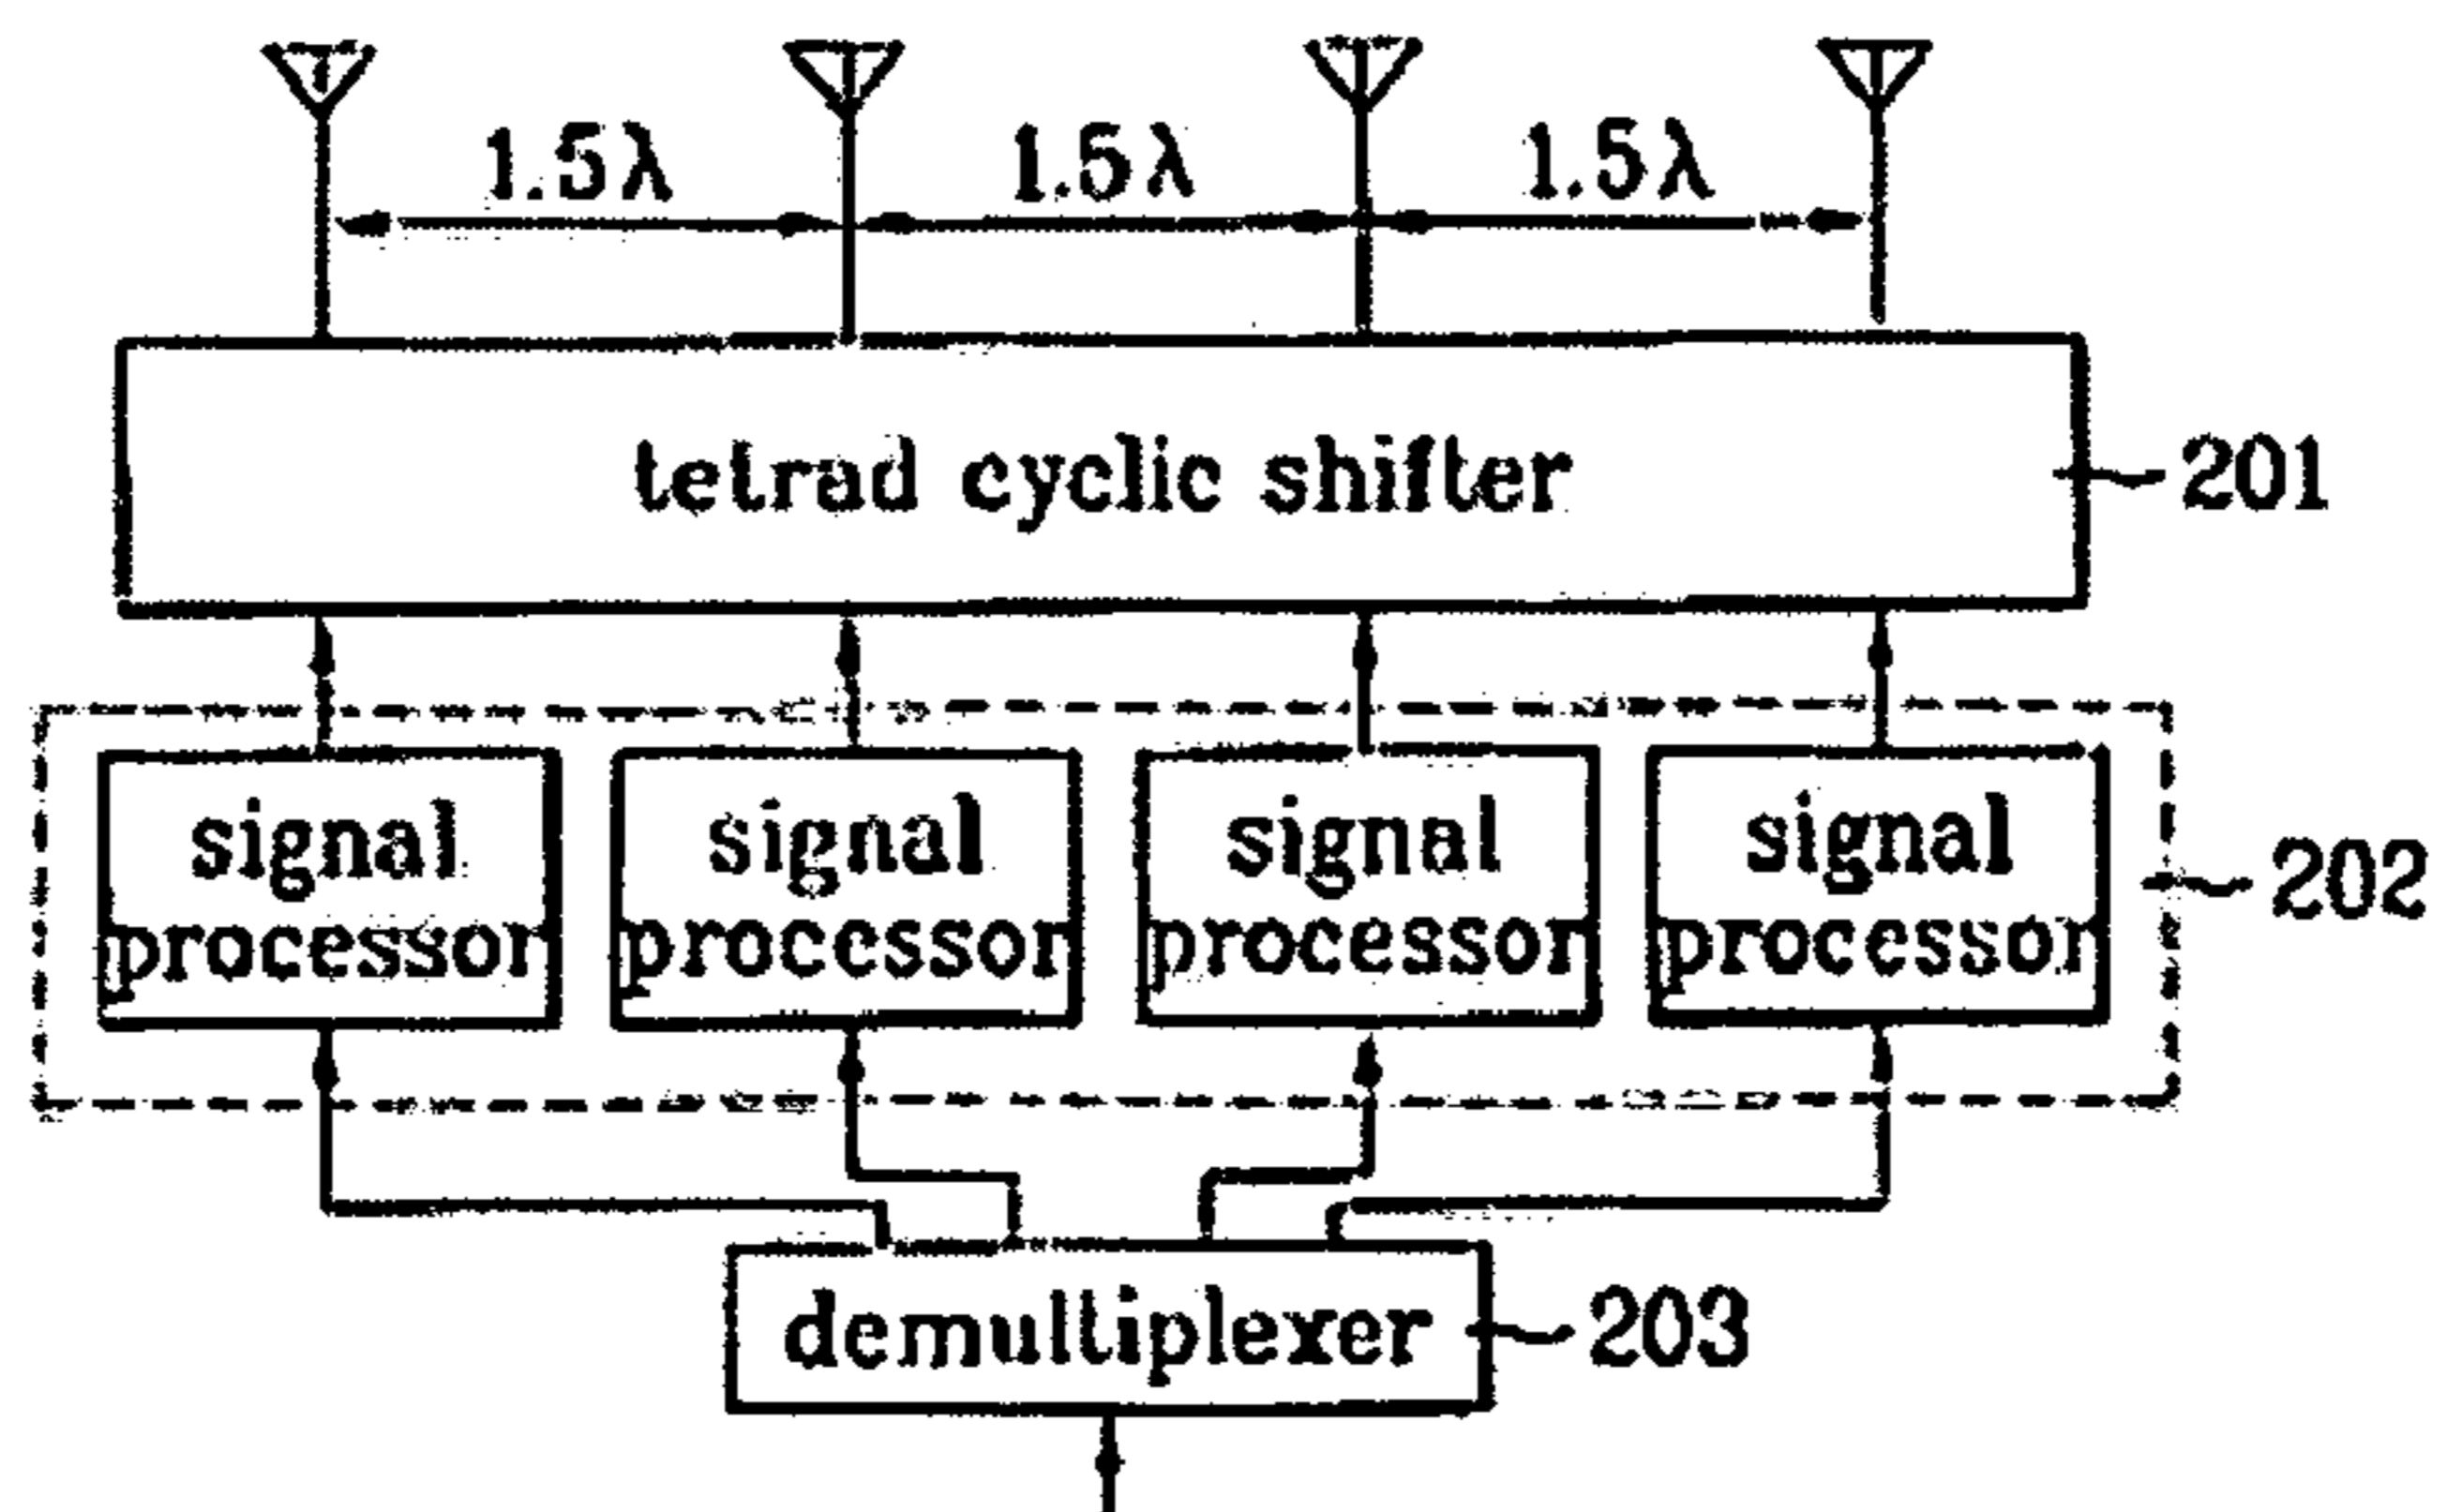 1.5λ 1.5λ 1.5λ
tetrad cyclic shifter 201
signal signal signal signal
processor processor processor processor
202
demultiplexer 203